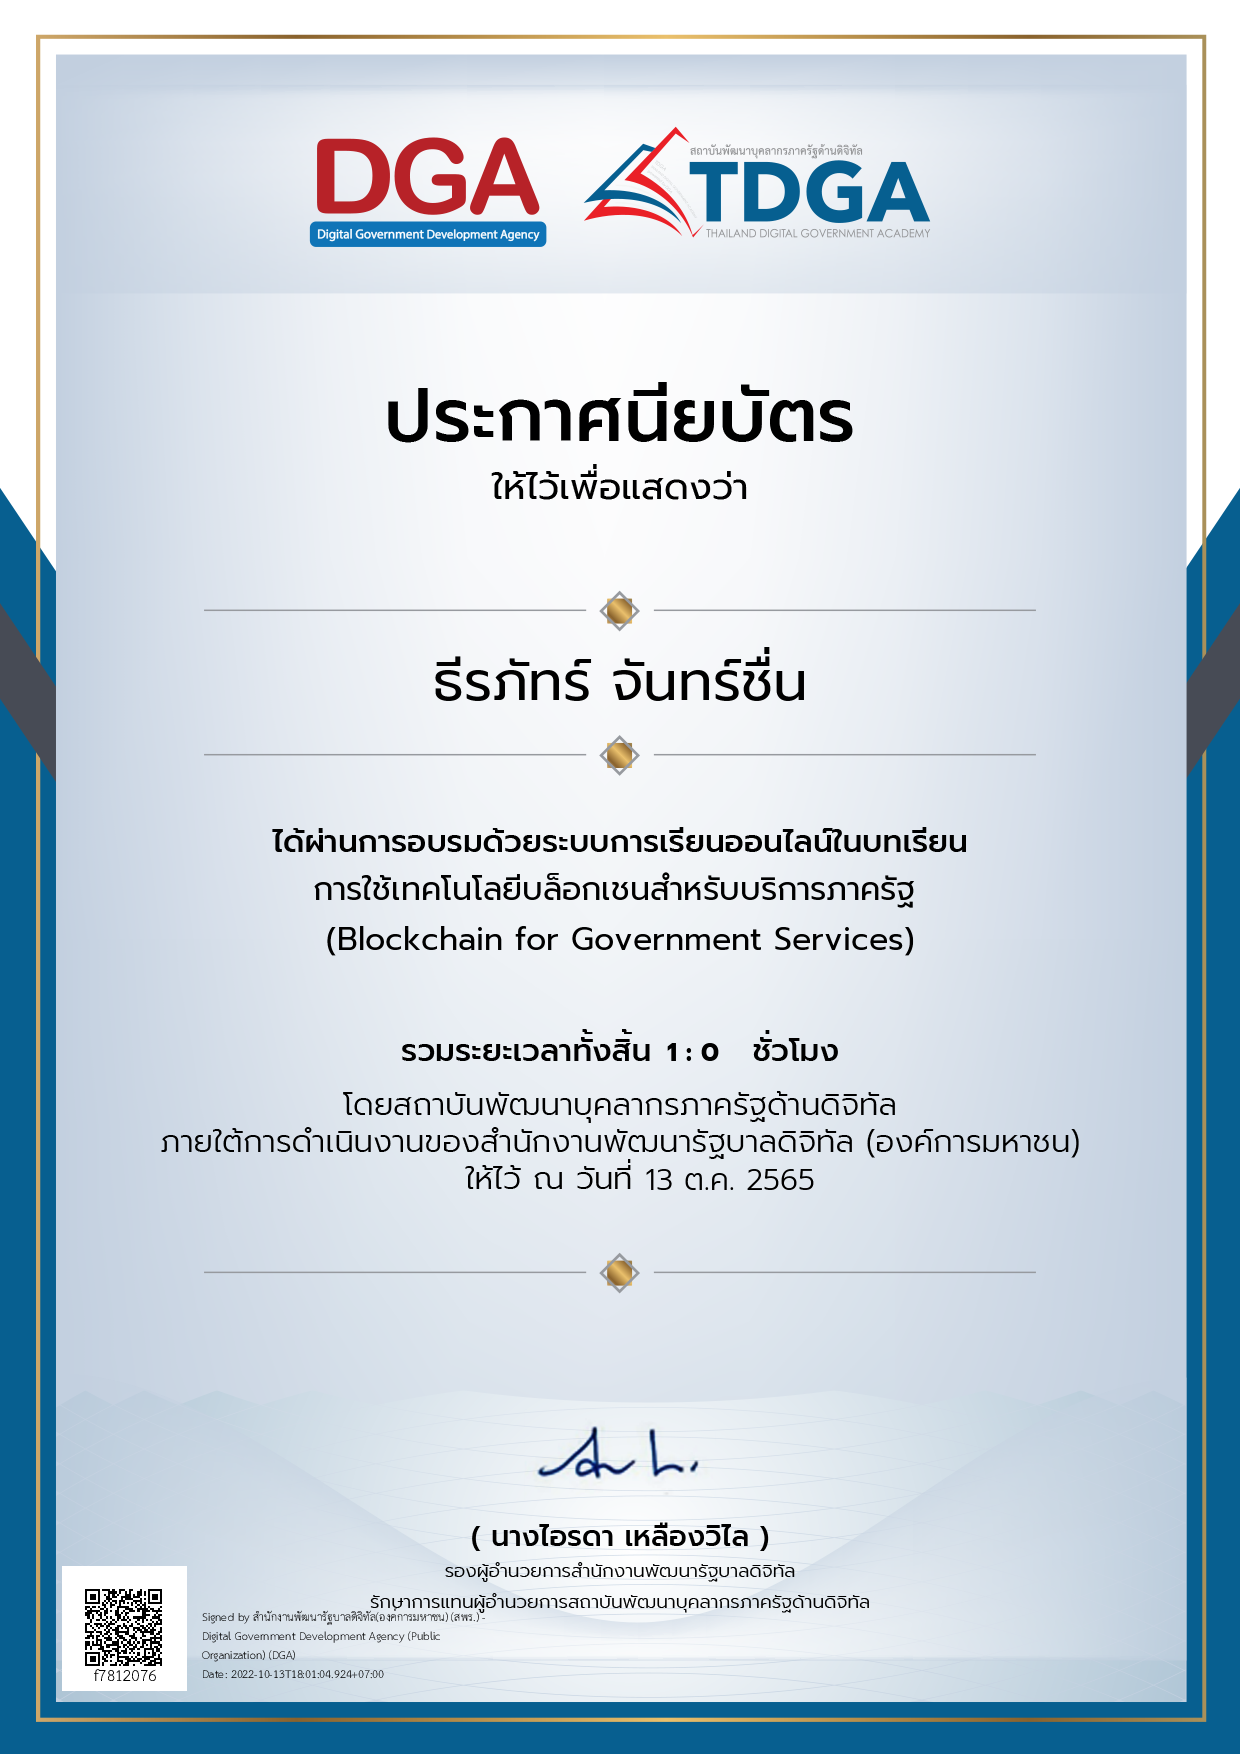 DGA
Digital Government Development Agency
สถาบันพัฒนาบุคลากรภาครัฐด้านดิจิทัล
TDGA
THAILAND DIGITAL GOVERNMENT ACADEMY
ประกาศนียบัตร
ให้ไว้เพื่อแสดงว่า
ธีรภัทร์ จันทร์ชื่น
ได้ผ่านการอบรมด้วยระบบการเรียนออนไลน์ในบทเรียน
การใช้เทคโนโลยีบล็อกเชนสำหรับบริการภาครัฐ
(Blockchain for Government Services)
รวมระยะเวลาทั้งสิ้น 1 : 0 ชั่วโมง
โดยสถาบันพัฒนาบุคลากรภาครัฐด้านดิจิทัล
ภายใต้การดำเนินงานของสำนักงานพัฒนารัฐบาลดิจิทัล (องค์การมหาชน)
ให้ไว้ ณ วันที่ 13 ต.ค. 2565
( นางไอรดา เหลืองวิไล )
รองผู้อำนวยการสำนักงานพัฒนารัฐบาลดิจิทัล
รักษาการแทนผู้อำนวยการสถาบันพัฒนาบุคลากรภาครัฐด้านดิจิทัล
Signed by สำนักงานพัฒนารัฐบาลดิจิทัล(องค์การมหาชน) (สพร.) -
Digital Government Development Agency (Public
Organization) (DGA)
Date: 2022-10-13T18:01:04.924+07:00
f7812076